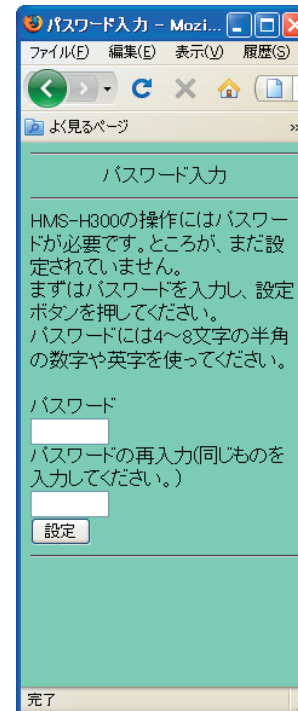 パスワード入力 - Mozi...
ファイル(F) 編集(E) 表示(V) 履歴(S)
よく見るページ »
パスワード入力
HMS-H300の操作にはパスワー
ドが必要です。ところが、まだ設
定されていません。
まずはパスワードを入力し、設定
ボタンを押してください。
パスワードには4~8文字の半角
の数字や英字を使ってください。
パスワード
パスワードの再入力(同じものを
入力してください。)
設定
完了